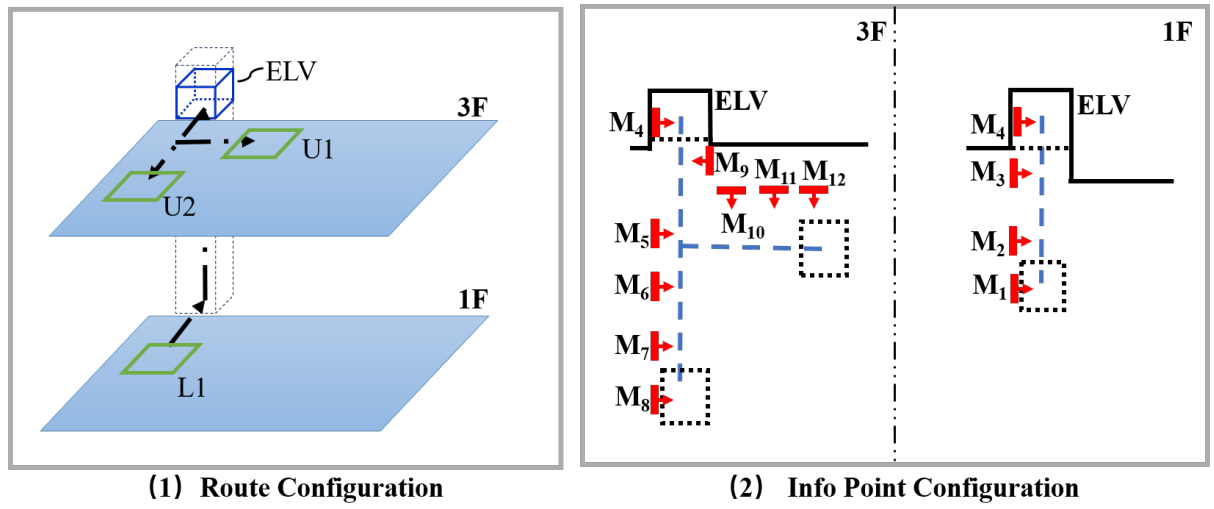 ELV
3F
U1
U2
1F
L1
(1) Route Configuration
3F
1F
ELV
M4
M9
M11
M12
M10
M5
M6
M7
M8
M4
M3
M2
M1
(2) Info Point Configuration